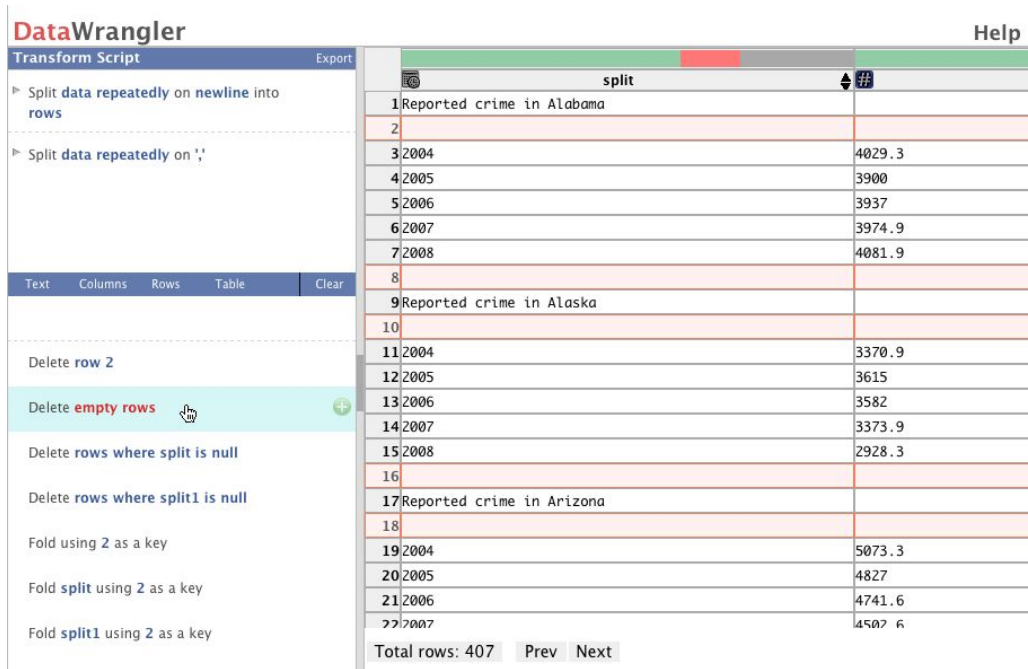 DataWrangler
Help
Transform Script Export
Split data repeatedly on newline into
rows
Split data repeatedly on ','
Text Columns Rows Table Clear
Delete row 2
Delete empty rows
Delete rows where split is null
Delete rows where split1 is null
Fold using 2 as a key
Fold split using 2 as a key
Fold split1 using 2 as a key
split #
1 Reported crime in Alabama
2
3 2004 4029.3
4 2005 3900
5 2006 3937
6 2007 3974.9
7 2008 4081.9
8
9 Reported crime in Alaska
10
11 2004 3370.9
12 2005 3615
13 2006 3582
14 2007 3373.9
15 2008 2928.3
16
17 Reported crime in Arizona
18
19 2004 5073.3
20 2005 4827
21 2006 4741.6
22 2007 4502.6
Total rows: 407 Prev Next